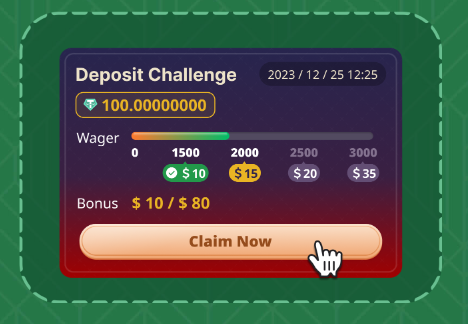 Deposit Challenge
2023 / 12 / 25 12:25
100.00000000
Wager
0 1500 2000 2500 3000
$ 10 $ 15 $ 20 $ 35
Bonus $ 10 / $ 80
Claim Now